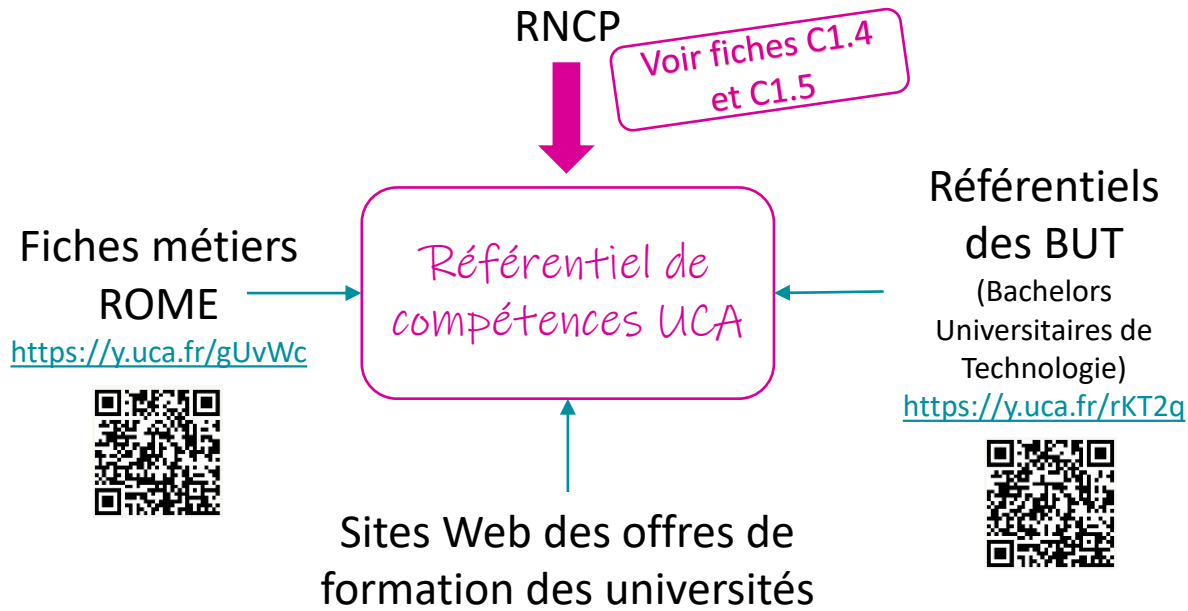 RNCP
Voir fiches C1.4
et C1.5
Référentiel de
compétences UCA
Fiches métiers
ROME
https://y.uca.fr/gUvWc
Référentiels
des BUT
(Bachelors
Universitaires de
Technologie)
https://y.uca.fr/rKT2q
Sites Web des offres de
formation des universités